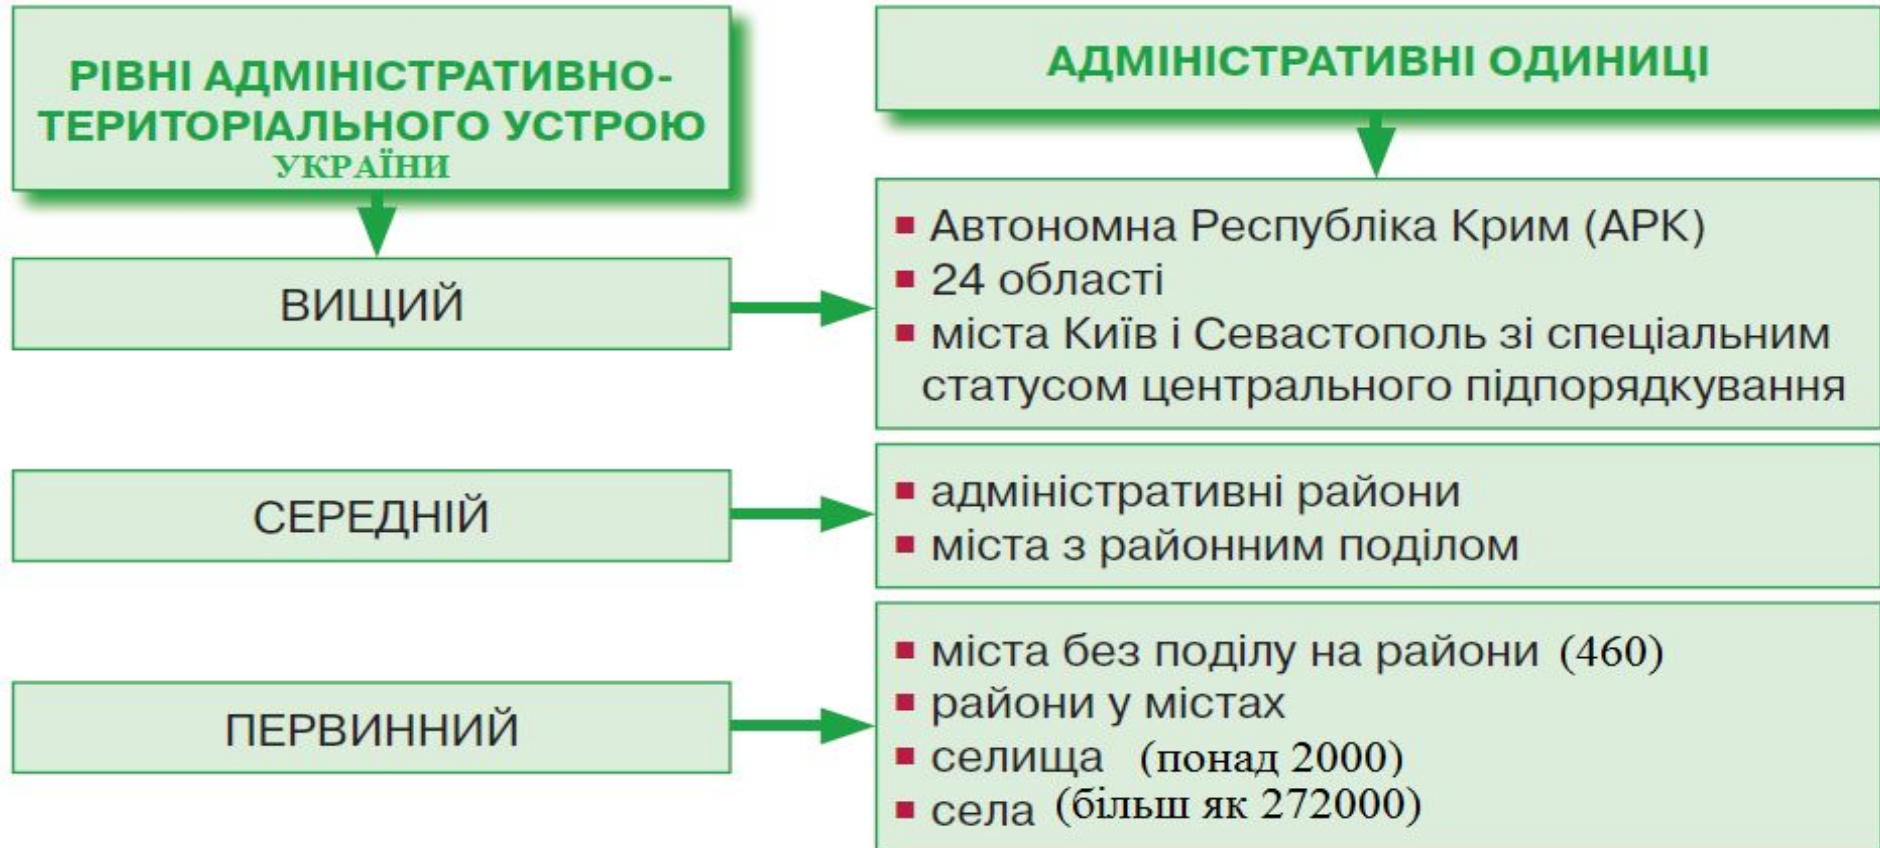 РІВНІ АДМІНІСТРАТИВНО-
ТЕРИТОРІАЛЬНОГО УСТРОЮ
УКРАЇНИ
АДМІНІСТРАТИВНІ ОДИНИЦІ
ВИЩИЙ
▪ Автономна Республіка Крим (АРК)
▪ 24 області
▪ міста Київ і Севастополь зі спеціальним
статусом центрального підпорядкування
СЕРЕДНІЙ
▪ адміністративні райони
▪ міста з районним поділом
ПЕРВИННИЙ
▪ міста без поділу на райони (460)
▪ райони у містах
▪ селища (понад 2000)
▪ села (більш як 272000)